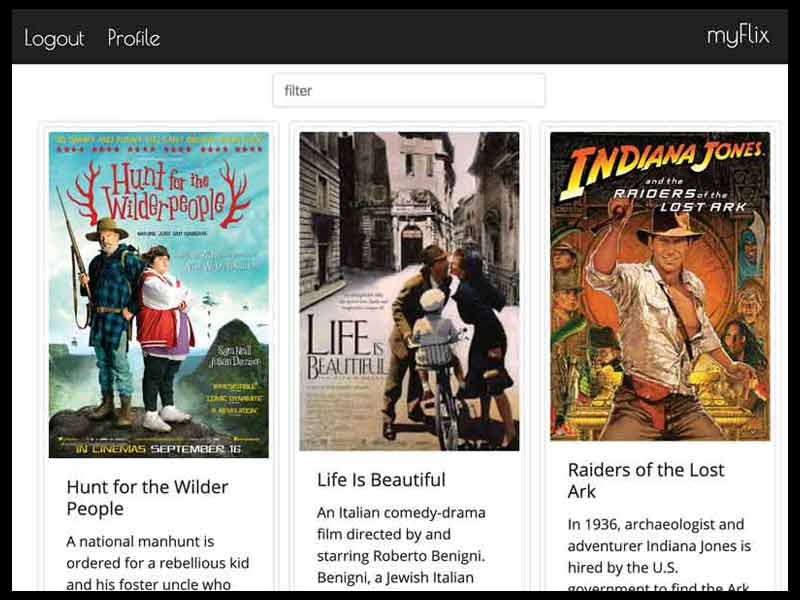 Logout Profile myFlix
filter
Hunt for the
Wilderpeople
Sam Neill
Julian Dennison
IN CINEMAS SEPTEMBER 16
Hunt for the Wilder
People
A national manhunt is
ordered for a rebellious kid
and his foster uncle who
LIFE IS
BEAUTIFUL
Life Is Beautiful
An Italian comedy-drama
film directed by and
starring Roberto Benigni.
Benigni, a Jewish Italian
INDIANA JONES
and the
RAIDERS of the
LOST ARK
Raiders of the Lost
Ark
In 1936, archaeologist and
adventurer Indiana Jones is
hired by the U.S.
government to find the Ark